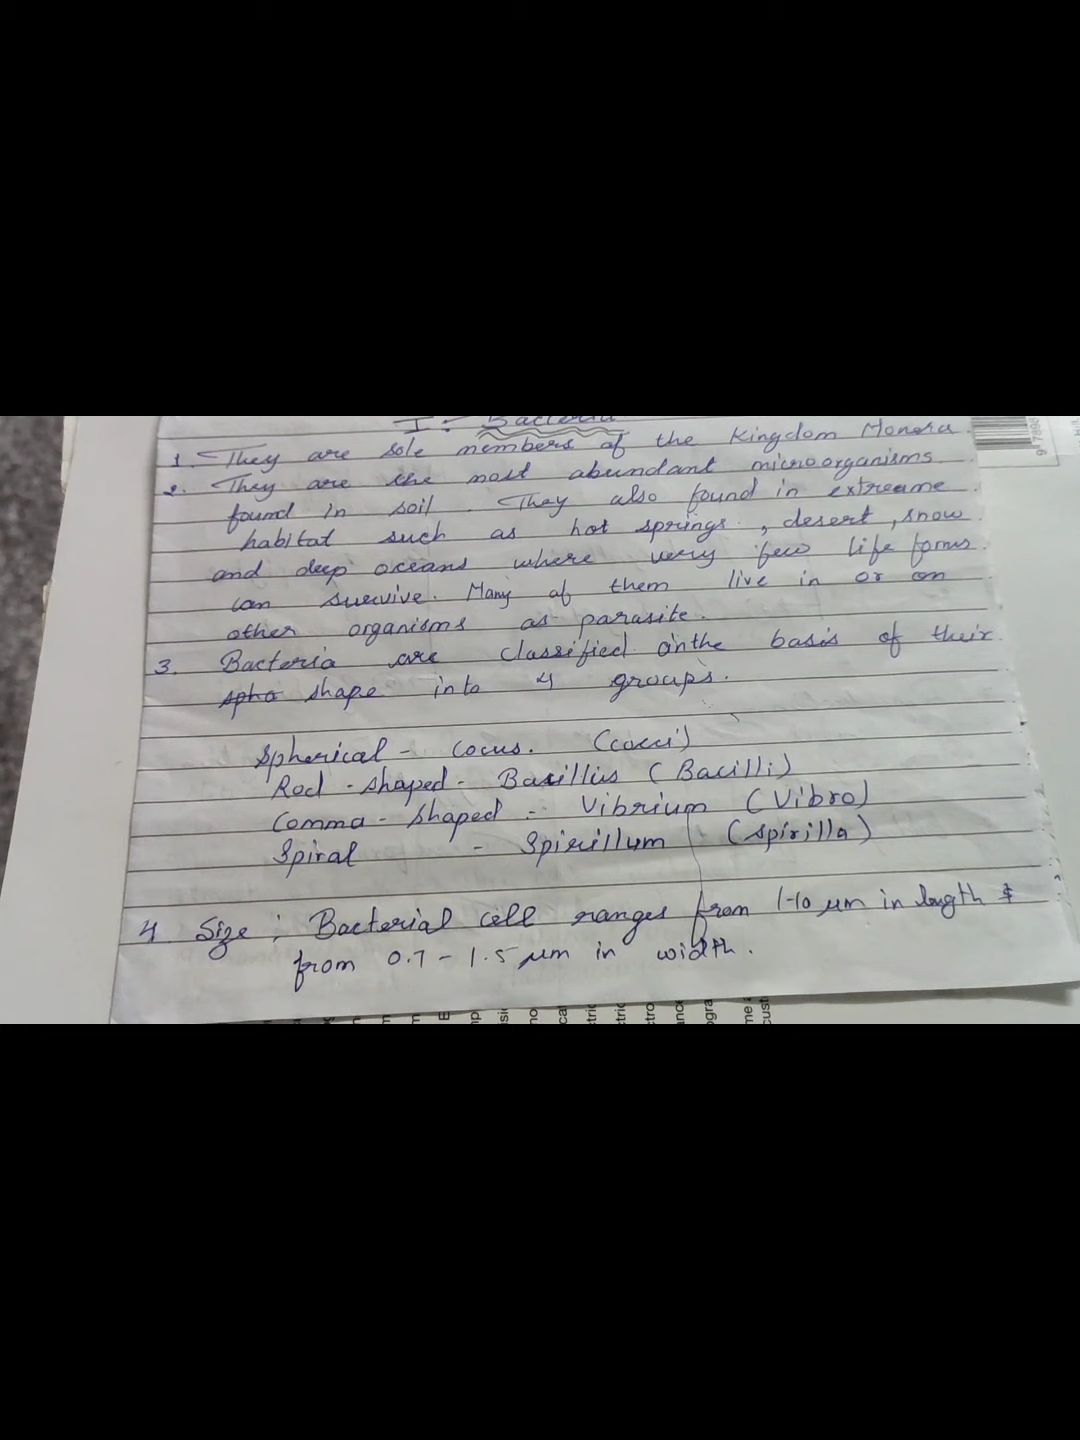 I :- Bacteria
1. They are sole members of the Kingdom Monera.
2. They are the most abundant microorganisms
found in soil. They also found in extreame
habitat such as hot springs, desert, snow
and deep oceans where very few life forms
can survive. Many of them live in or on
other organisms as parasite.
3. Bacteria are classified on the basis of their
spha shape into 4 groups.
Spherical - cocus. (cocci)
Rod - shaped - Bacillus (Bacilli)
Comma - shaped :- Vibrium (Vibro)
Spiral - Spirillum (spirilla)
4 Size : Bacterial cell ranges from 1-10 μm in length &
from 0.7 - 1.5 μm in width.